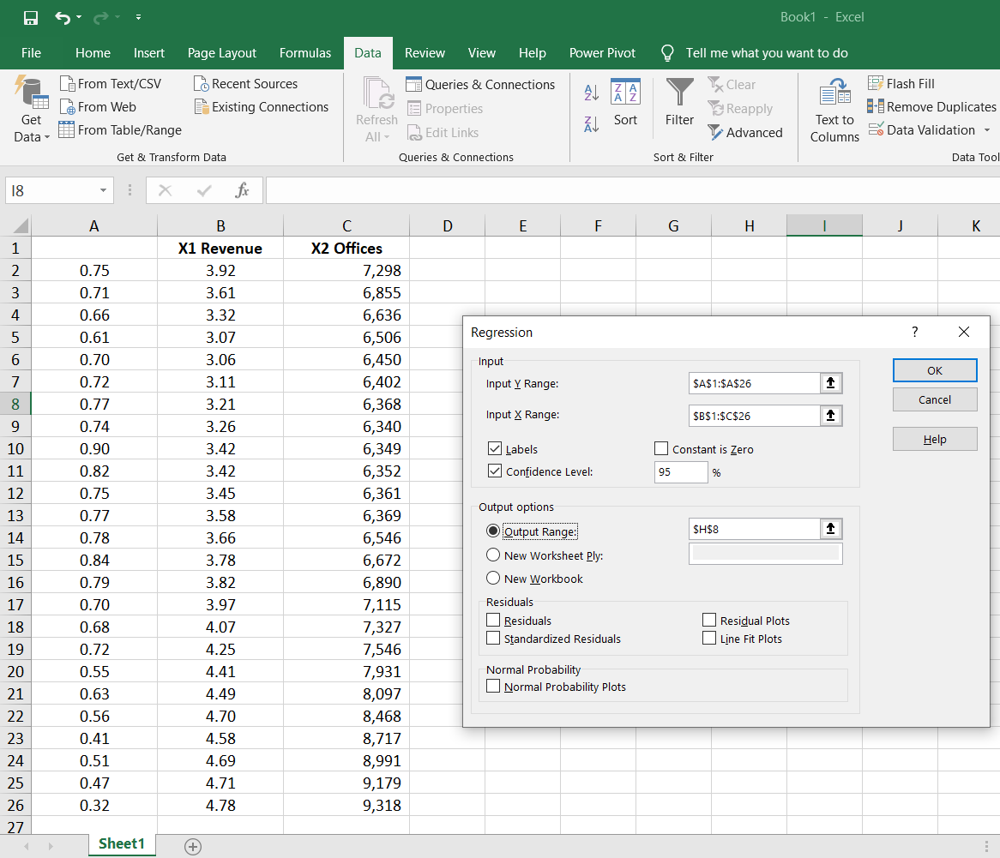 Book1 - Excel
File Home Insert Page Layout Formulas Data Review View Help Power Pivot Tell me what you want to do
Get Data
From Text/CSV
From Web
From Table/Range
Recent Sources
Existing Connections
Get & Transform Data
Refresh All
Queries & Connections
Properties
Edit Links
Queries & Connections
A Z
Z A
Z A A Z
Sort
Filter
Clear
Reapply
Advanced
Sort & Filter
Text to Columns
Flash Fill
Remove Duplicates
Data Validation
Data Tool
I8 fx
A B C D E F G H I J K
1 X1 Revenue X2 Offices
2 0.75 3.92 7,298
3 0.71 3.61 6,855
4 0.66 3.32 6,636
5 0.61 3.07 6,506
6 0.70 3.06 6,450
7 0.72 3.11 6,402
8 0.77 3.21 6,368
9 0.74 3.26 6,340
10 0.90 3.42 6,349
11 0.82 3.42 6,352
12 0.75 3.45 6,361
13 0.77 3.58 6,369
14 0.78 3.66 6,546
15 0.84 3.78 6,672
16 0.79 3.82 6,890
17 0.70 3.97 7,115
18 0.68 4.07 7,327
19 0.72 4.25 7,546
20 0.55 4.41 7,931
21 0.63 4.49 8,097
22 0.56 4.70 8,468
23 0.41 4.58 8,717
24 0.51 4.69 8,991
25 0.47 4.71 9,179
26 0.32 4.78 9,318
27
Regression ?
Input
Input Y Range: $A$1:$A$26
Input X Range: $B$1:$C$26
Labels Constant is Zero
Confidence Level: 95 %
OK
Cancel
Help
Output options
Output Range: $H$8
New Worksheet Ply:
New Workbook
Residuals
Residuals Residual Plots
Standardized Residuals Line Fit Plots
Normal Probability
Normal Probability Plots
Sheet1